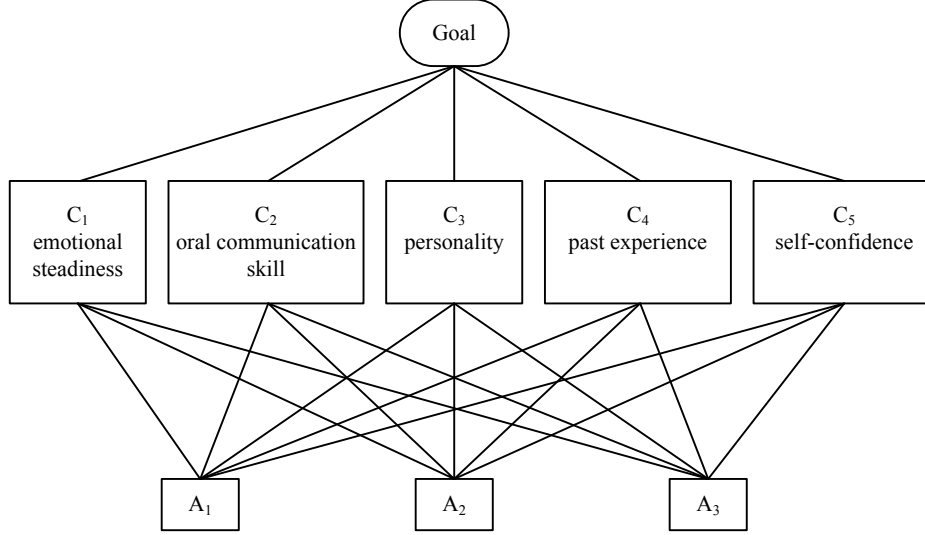 Goal
C₁
emotional
steadiness
C₂
oral communication
skill
C₃
personality
C₄
past experience
C₅
self-confidence
A₁
A₂
A₃